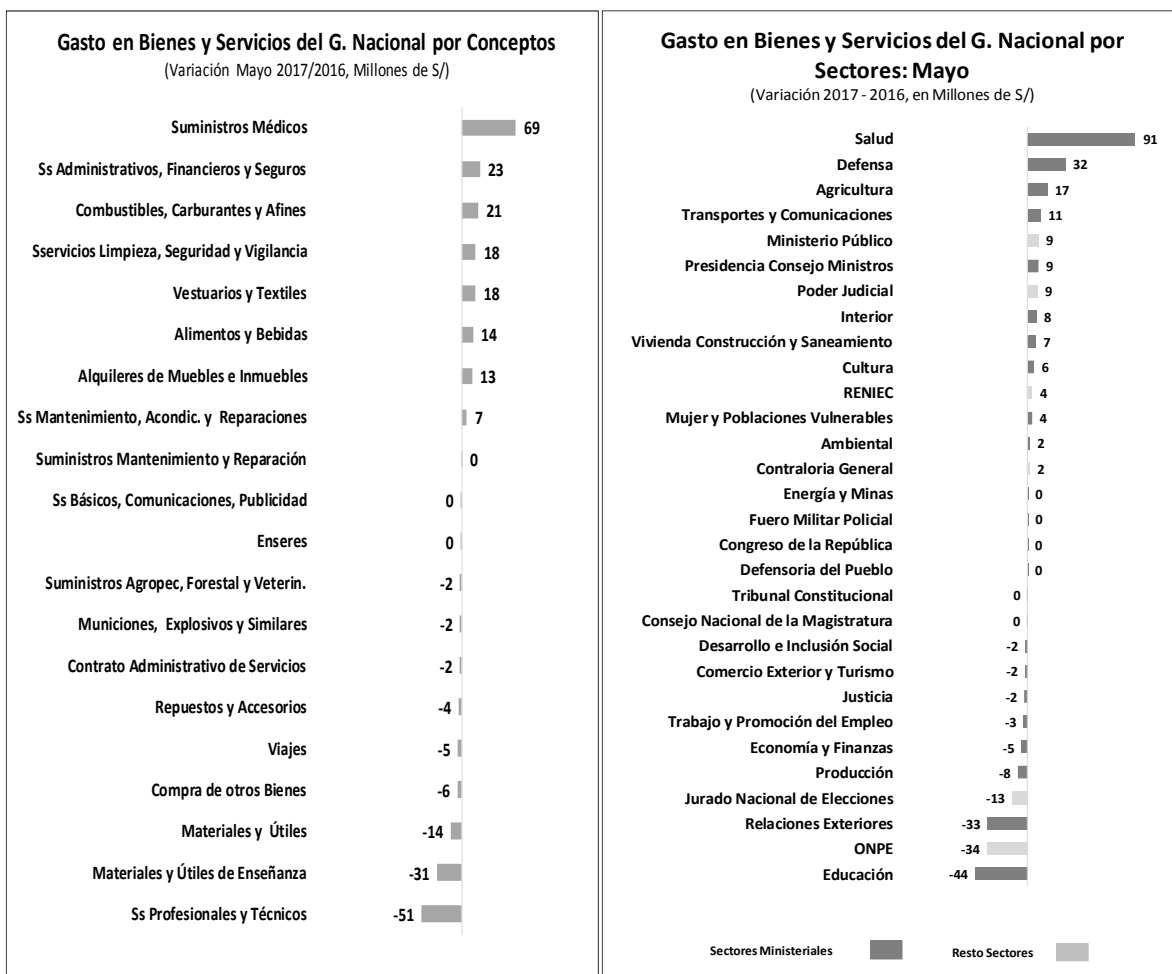 Gasto en Bienes y Servicios del G. Nacional por Conceptos
(Variación Mayo 2017/2016, Millones de S/)
Suministros Médicos 69
Ss Administrativos, Financieros y Seguros 23
Combustibles, Carburantes y Afines 21
Sservicios Limpieza, Seguridad y Vigilancia 18
Vestuarios y Textiles 18
Alimentos y Bebidas 14
Alquileres de Muebles e Inmuebles 13
Ss Mantenimiento, Acondic. y Reparaciones 7
Suministros Mantenimiento y Reparación 0
Ss Básicos, Comunicaciones, Publicidad 0
Enseres 0
Suministros Agropec, Forestal y Veterin. -2
Municiones, Explosivos y Similares -2
Contrato Administrativo de Servicios -2
Repuestos y Accesorios -4
Viajes -5
Compra de otros Bienes -6
Materiales y Útiles -14
Materiales y Útiles de Enseñanza -31
Ss Profesionales y Técnicos -51
Gasto en Bienes y Servicios del G. Nacional por
Sectores: Mayo
(Variación 2017 - 2016, en Millones de S/)
Salud 91
Defensa 32
Agricultura 17
Transportes y Comunicaciones 11
Ministerio Público 9
Presidencia Consejo Ministros 9
Poder Judicial 9
Interior 8
Vivienda Construcción y Saneamiento 7
Cultura 6
RENIEC 4
Mujer y Poblaciones Vulnerables 4
Ambiental 2
Contraloria General 2
Energía y Minas 0
Fuero Militar Policial 0
Congreso de la República 0
Defensoria del Pueblo 0
Tribunal Constitucional 0
Consejo Nacional de la Magistratura 0
Desarrollo e Inclusión Social -2
Comercio Exterior y Turismo -2
Justicia -2
Trabajo y Promoción del Empleo -3
Economía y Finanzas -5
Producción -8
Jurado Nacional de Elecciones -13
Relaciones Exteriores -33
ONPE -34
Educación -44
Sectores Ministeriales
Resto Sectores